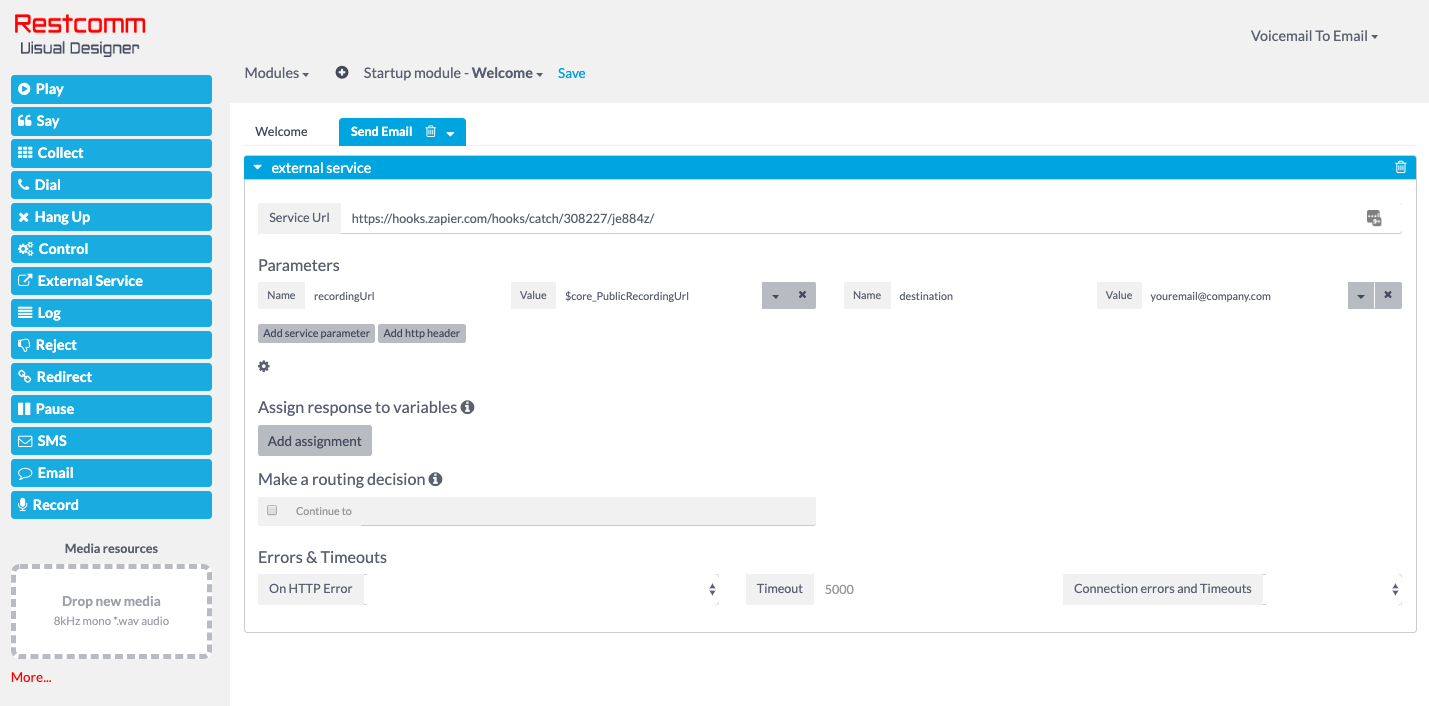 Restcomm
Visual Designer
Voicemail To Email
Modules
Startup module - Welcome
Save
Play
Say
Collect
Dial
Hang Up
Control
External Service
Log
Reject
Redirect
Pause
SMS
Email
Record
Media resources
Drop new media
8kHz mono *.wav audio
More...
Welcome
Send Email
external service
Service Url https://hooks.zapier.com/hooks/catch/308227/je884z/
Parameters
Name recordingUrl Value $core_PublicRecordingUrl Name destination Value youremail@company.com
Add service parameter Add http header
Assign response to variables
Add assignment
Make a routing decision
Continue to
Errors & Timeouts
On HTTP Error Timeout 5000 Connection errors and Timeouts